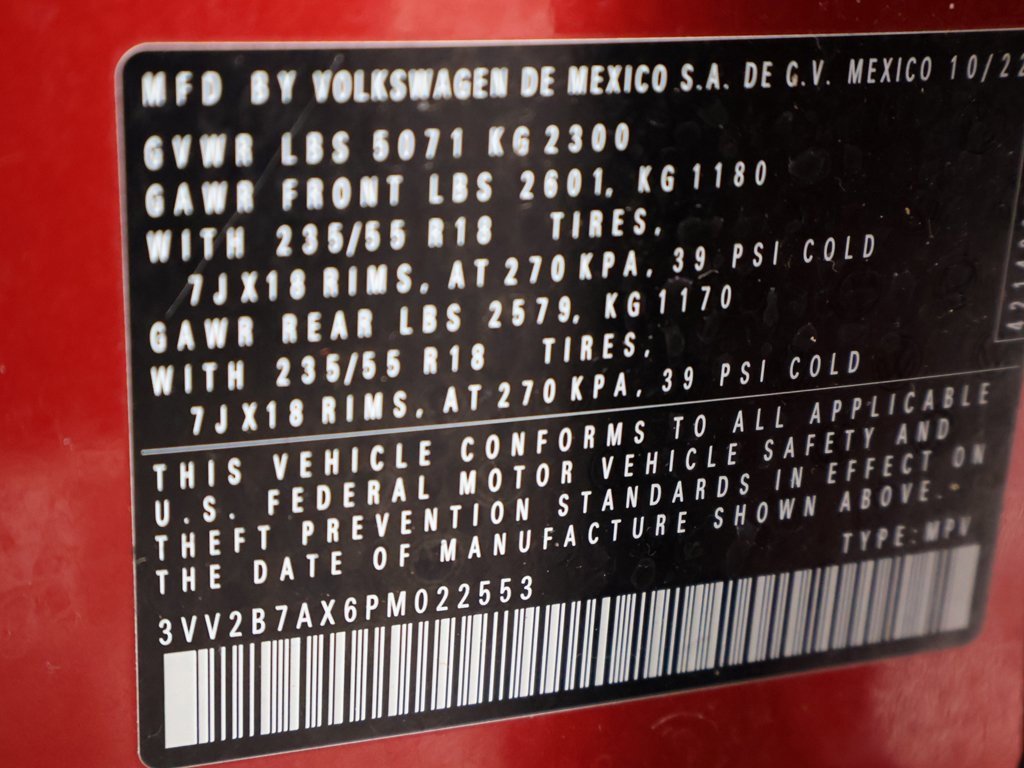 MFD BY VOLKSWAGEN DE MEXICO S.A. DE C.V. MEXICO 10/22
GVWR LBS 5071 KG 2300
GAWR FRONT LBS 2601, KG 1180
WITH 235/55 R18 TIRES,
7JX18 RIMS, AT 270 KPA, 39 PSI COLD
GAWR REAR LBS 2579, KG 1170
WITH 235/55 R18 TIRES,
7JX18 RIMS, AT 270 KPA, 39 PSI COLD
THIS VEHICLE CONFORMS TO ALL APPLICABLE
U.S. FEDERAL MOTOR VEHICLE SAFETY AND
THEFT PREVENTION STANDARDS IN EFFECT ON
THE DATE OF MANUFACTURE SHOWN ABOVE.
TYPE: MPV
3VV2B7AX6PM022553